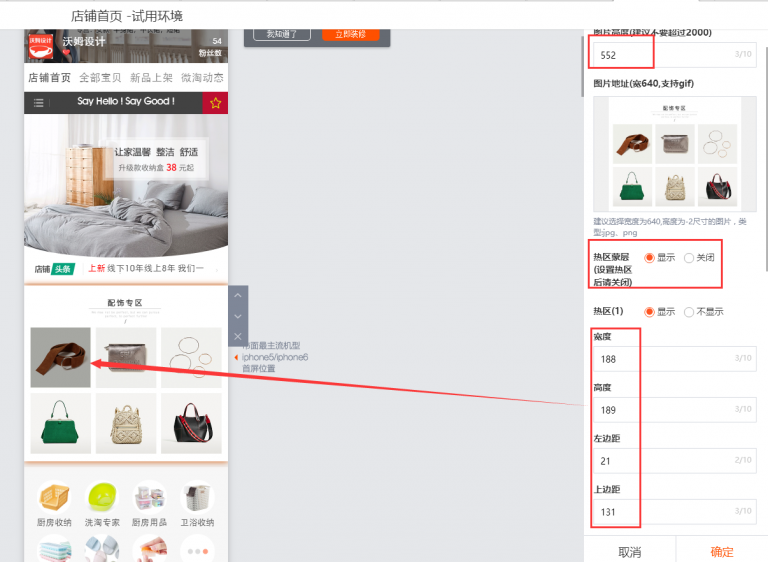 店铺首页 -试用环境
沃姆设计
沃姆设计
54
粉丝数
店铺首页 全部宝贝 新品上架 微淘动态
Say Hello ! Say Good !
让家温馨 整洁 舒适
升级款收纳盒 38 元起
店铺 头条 上新 线下10年线上8年 我们一
配饰专区
市面最主流机型
iphone5/iphone6
首屏位置
厨房收纳 洗淘专家 厨房用品 卫浴收纳
我知道了 立即装修
图片高度(建议不要超过2000)
552 3/10
图片地址(宽640,支持gif)
配饰专区
建议选择宽度为640,高度为-2尺寸的图片，类
型:jpg、png
热区蒙层
(设置热区
后请关闭)
显示 关闭
热区(1) 显示 不显示
宽度
188 3/10
高度
189 3/10
左边距
21 2/10
上边距
131 3/10
取消 确定